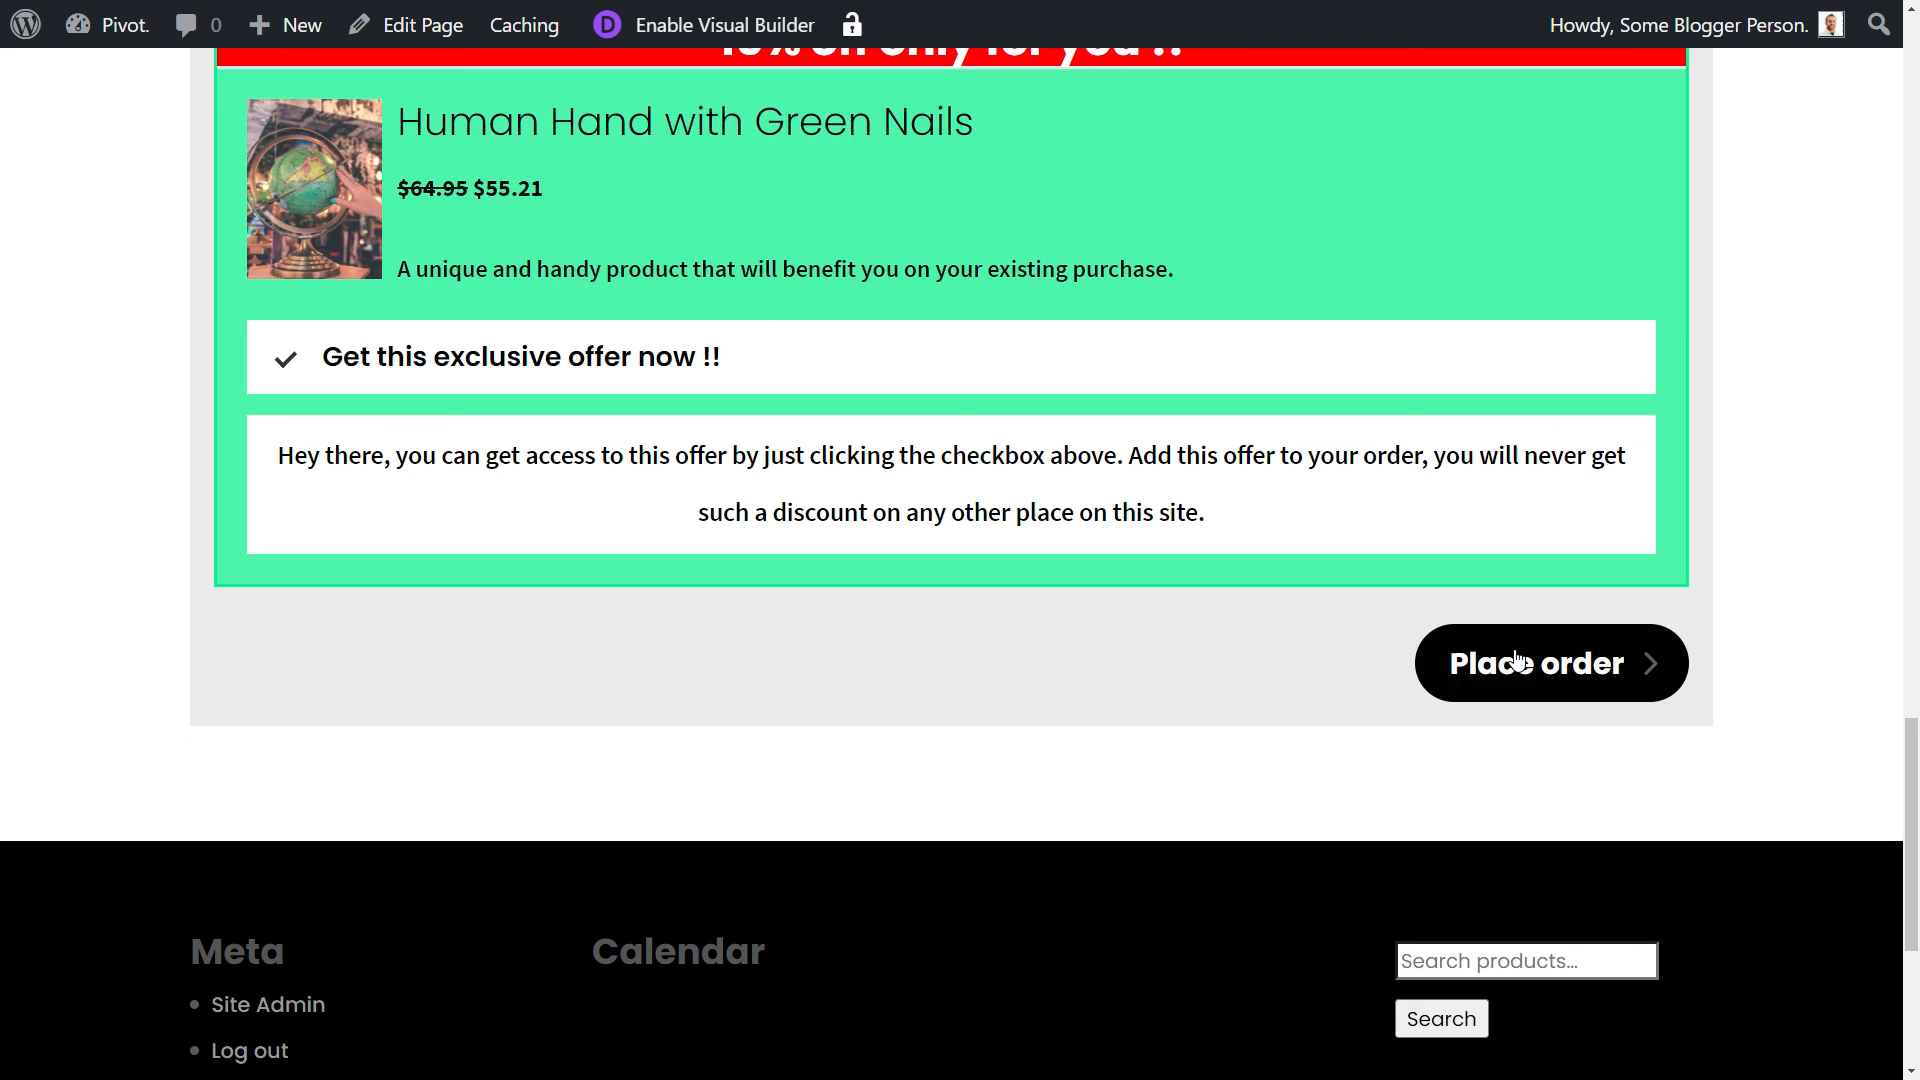 Pivot. 0 New Edit Page Caching D Enable Visual Builder Howdy, Some Blogger Person.
off only for you !!
Human Hand with Green Nails
$64.95 $55.21
A unique and handy product that will benefit you on your existing purchase.
Get this exclusive offer now !!
Hey there, you can get access to this offer by just clicking the checkbox above. Add this offer to your order, you will never get
such a discount on any other place on this site.
Place order
Meta
Calendar
Search products...
Site Admin
Search
Log out